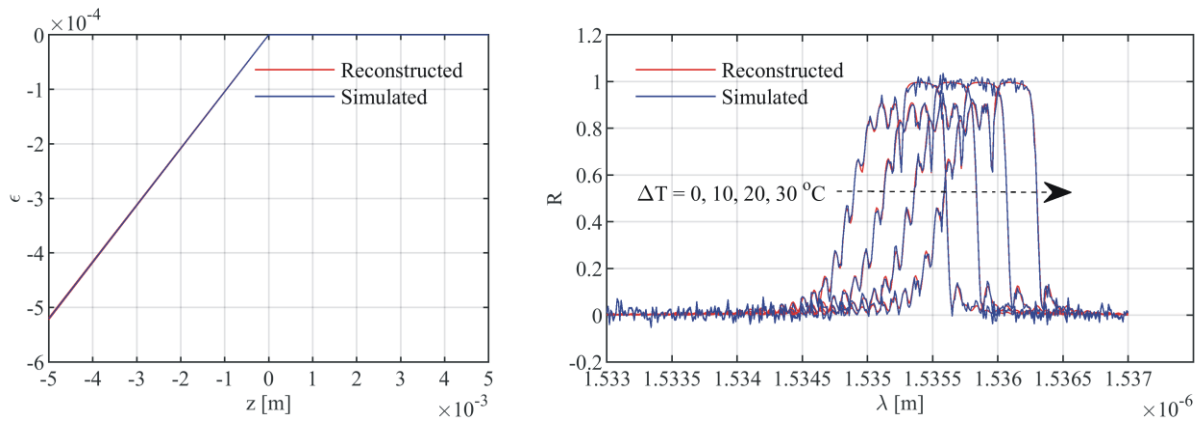 ×10⁻⁴
0
-1
-2
-3
-4
-5
-6
ϵ
Reconstructed
Simulated
-5 -4 -3 -2 -1 0 1 2 3 4 5
z [m]
×10⁻³
1.2
1
0.8
0.6
0.4
0.2
0
-0.2
R
Reconstructed
Simulated
ΔT = 0, 10, 20, 30 °C
1.533 1.5335 1.534 1.5345 1.535 1.5355 1.536 1.5365 1.537
λ [m]
×10⁻⁶